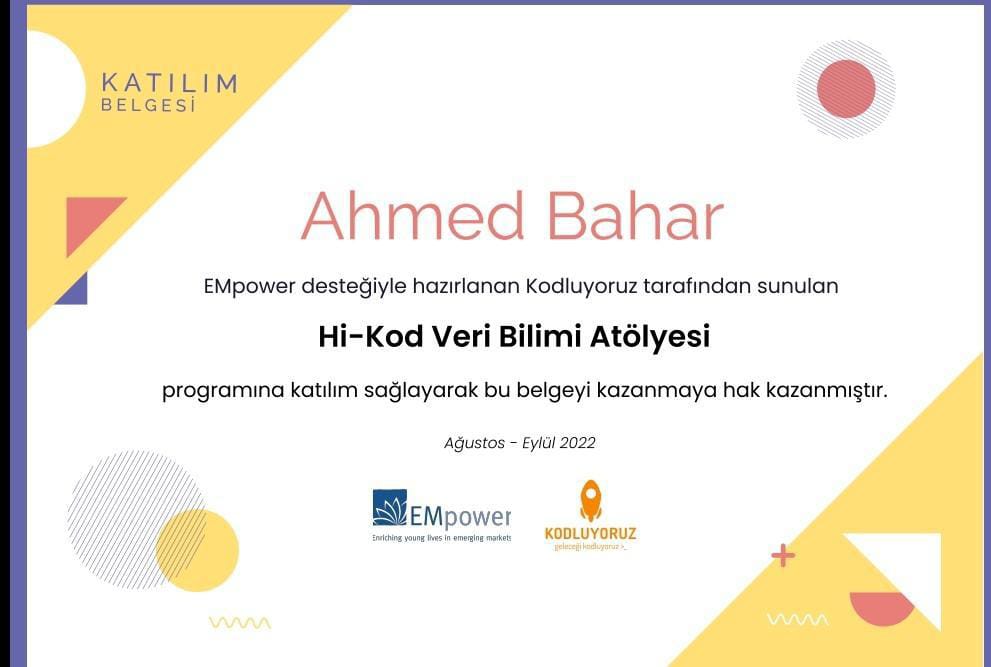 KATILIM
BELGESİ
Ahmed Bahar
EMpower desteğiyle hazırlanan Kodluyoruz tarafından sunulan
Hi-Kod Veri Bilimi Atölyesi
programına katılım sağlayarak bu belgeyi kazanmaya hak kazanmıştır.
Ağustos - Eylül 2022
EMpower
Enriching young lives in emerging markets
KODLUYORUZ
geleceği kodluyoruz >_